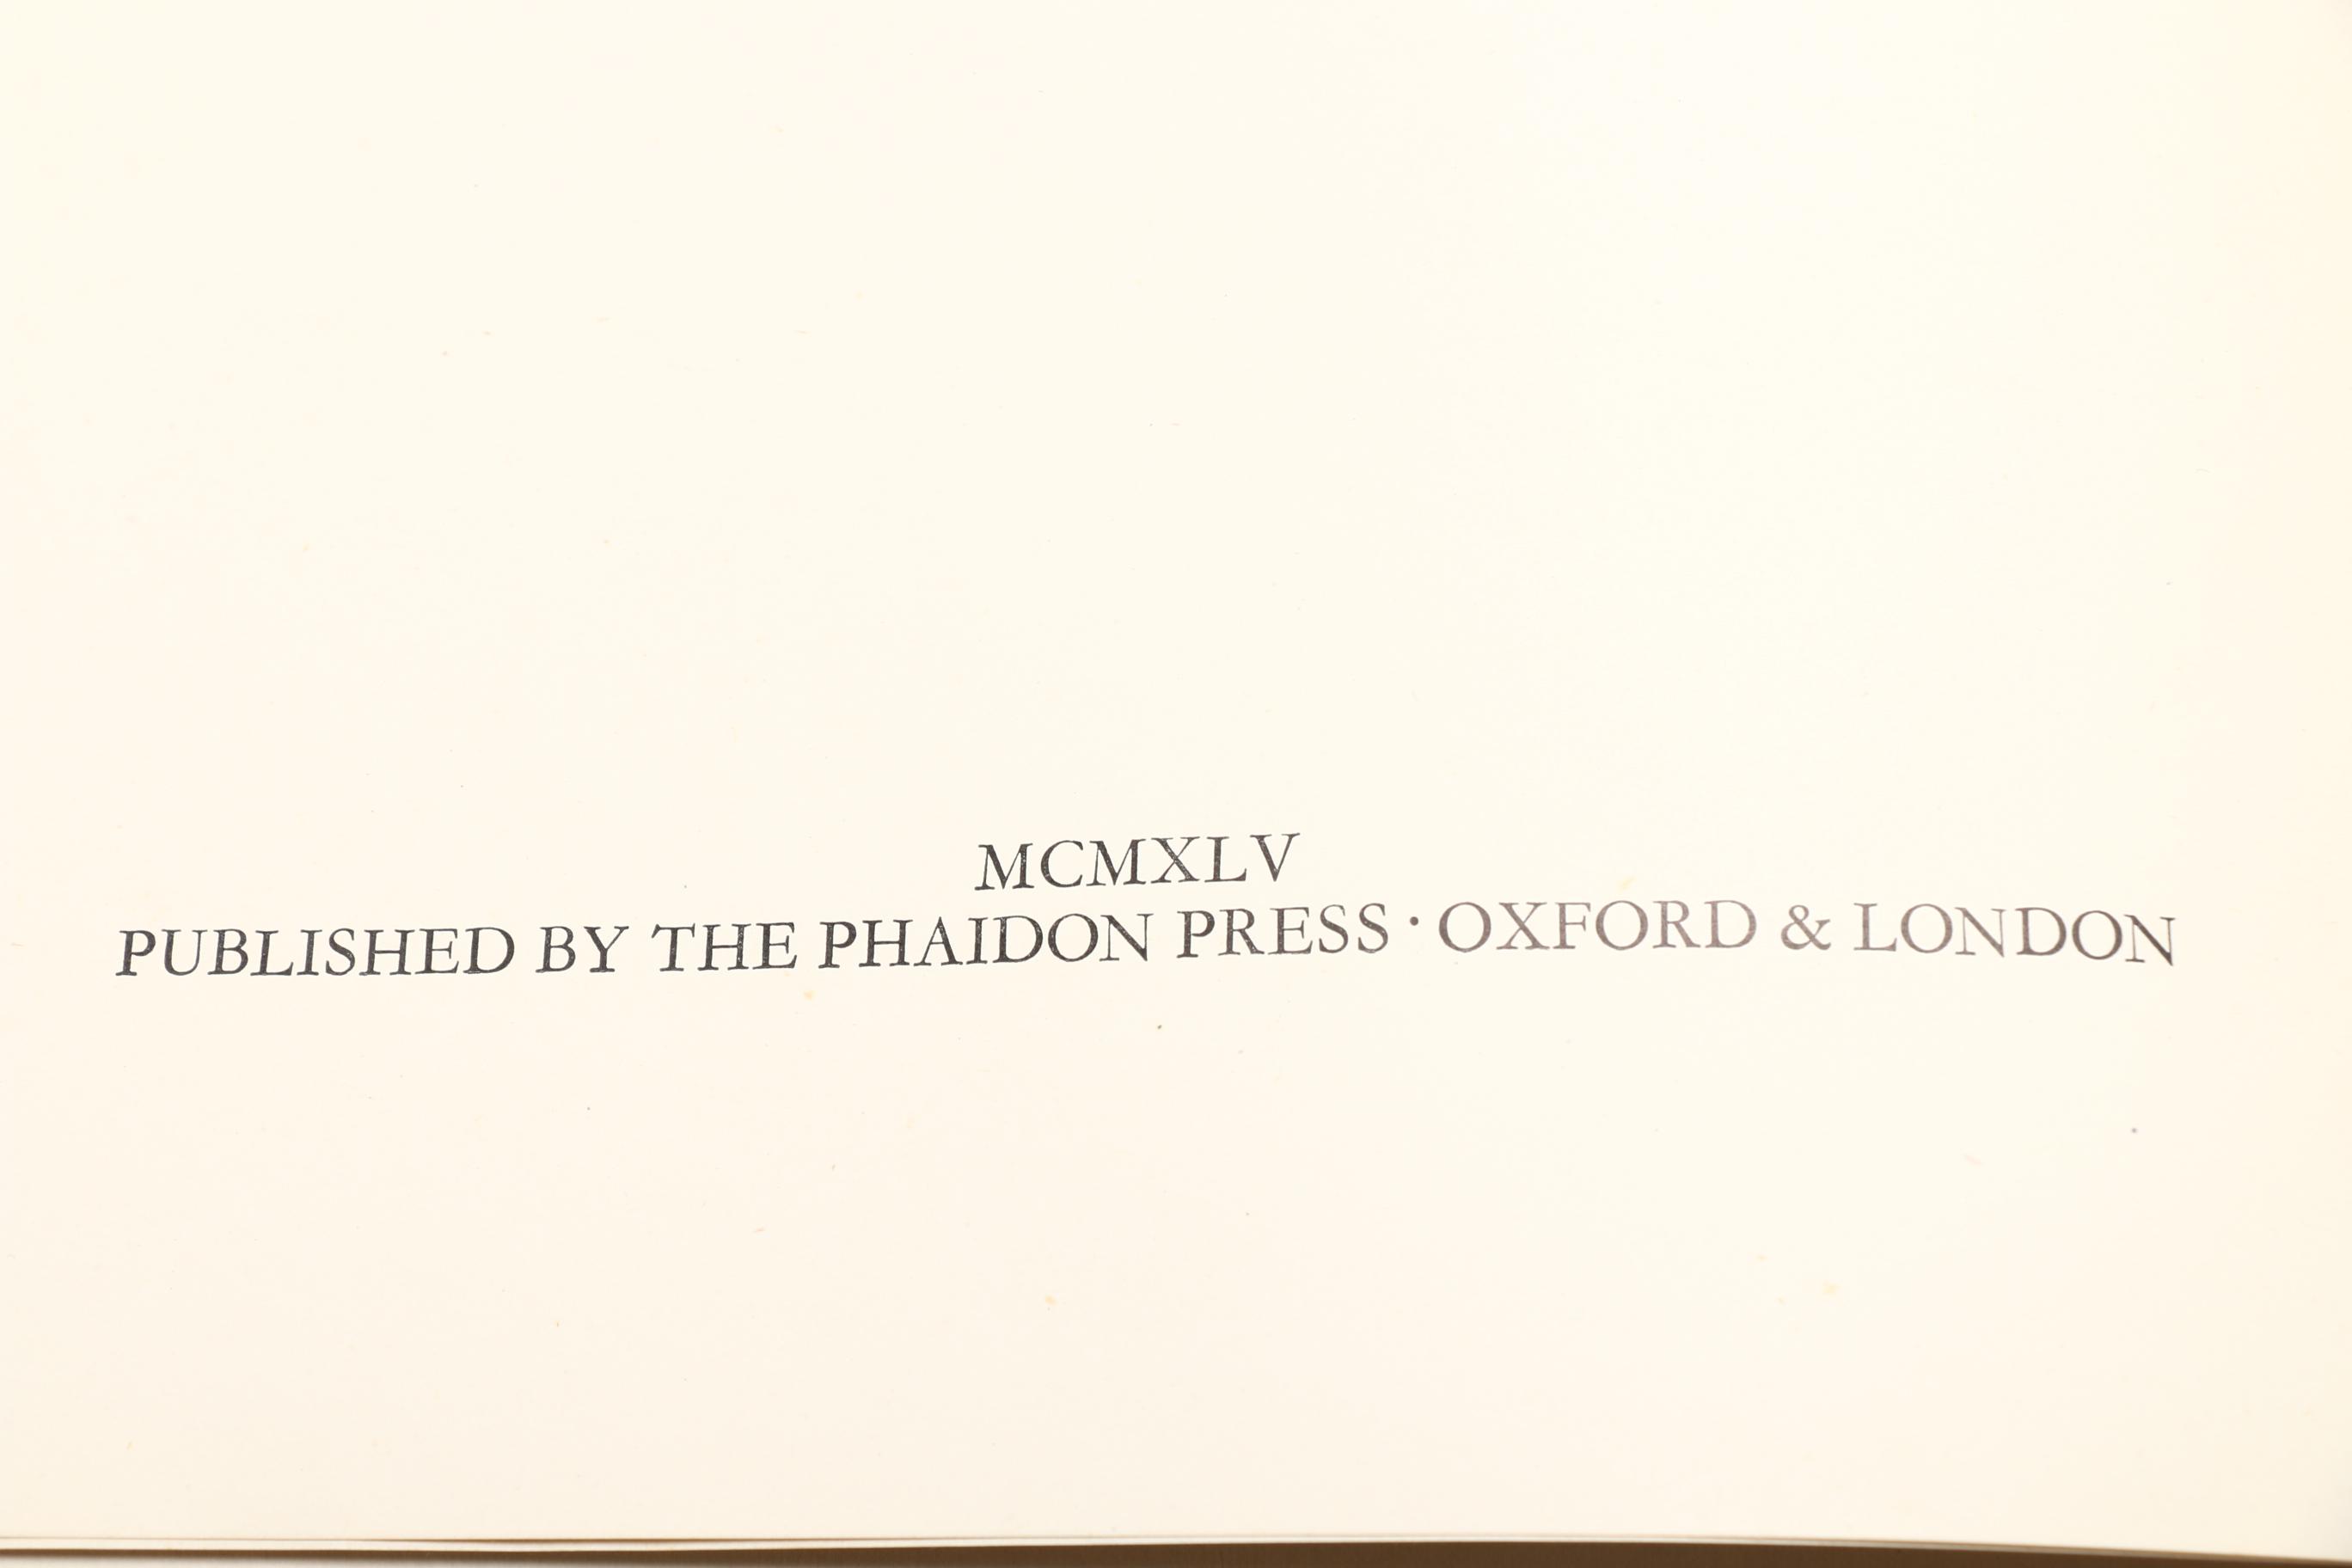 MCMXLV
PUBLISHED BY THE PHAIDON PRESS · OXFORD & LONDON